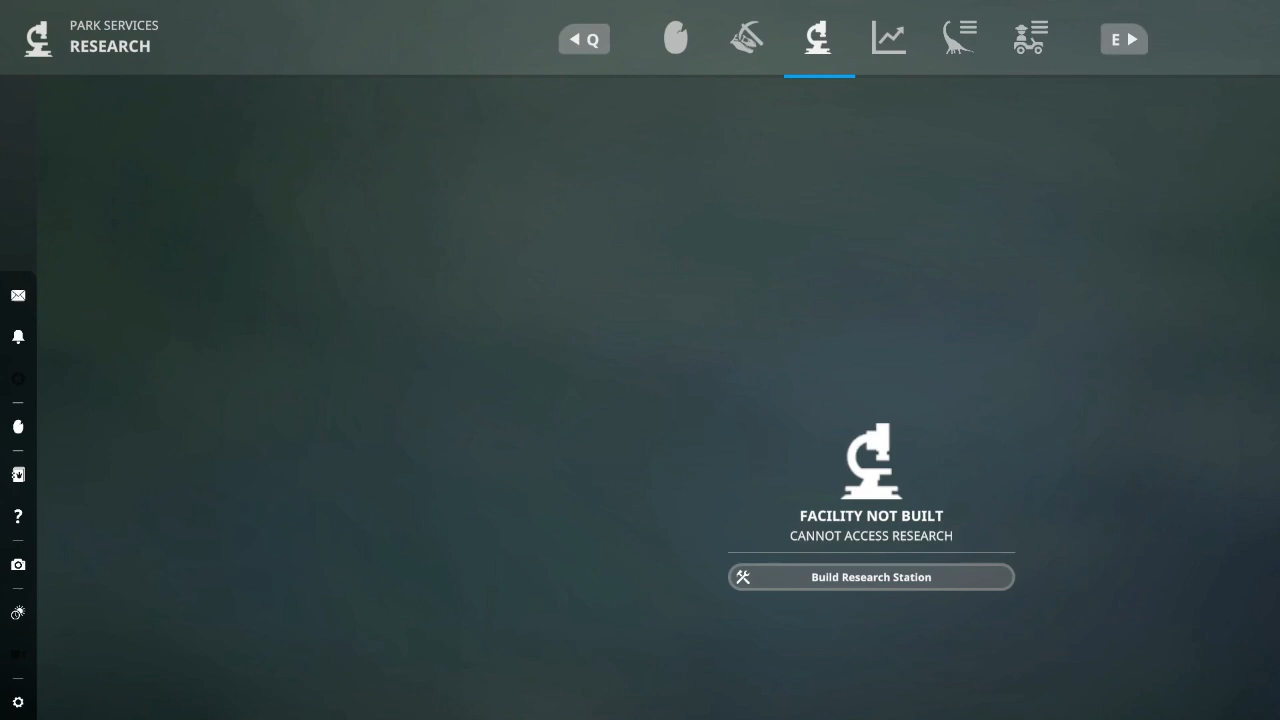 PARK SERVICES
RESEARCH
Q
E
FACILITY NOT BUILT
CANNOT ACCESS RESEARCH
Build Research Station
?